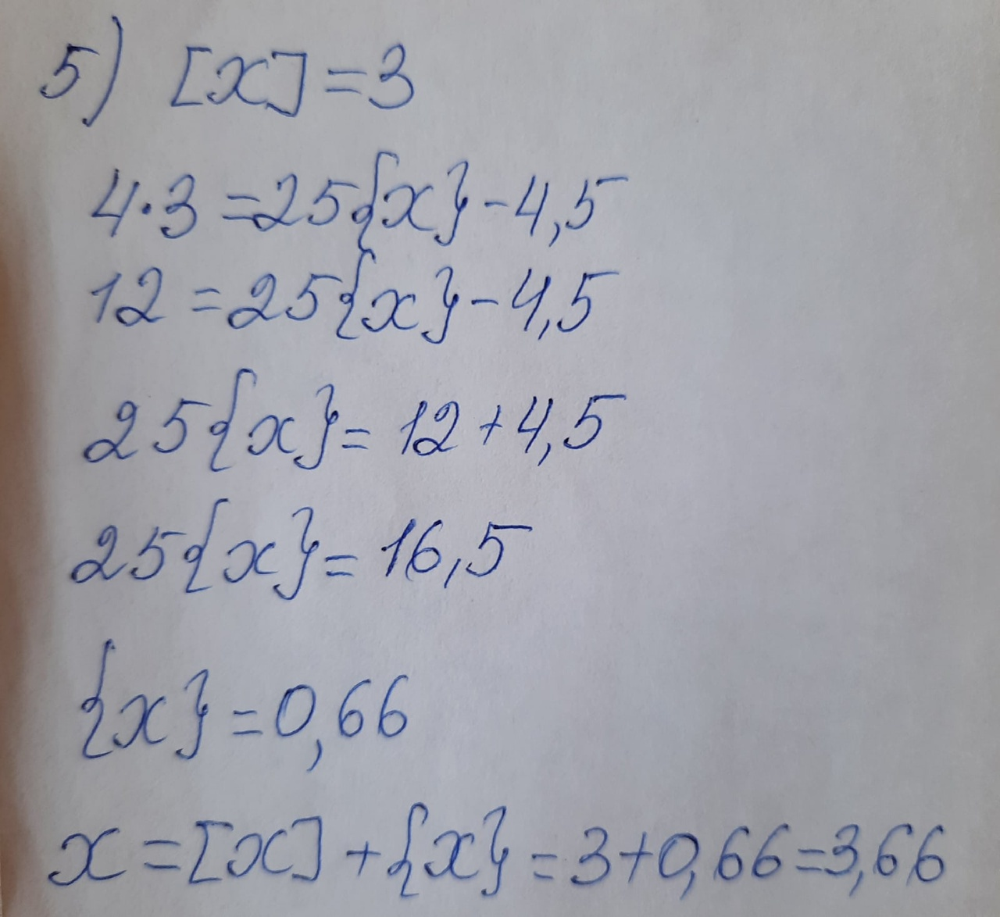 5) [x]=3
4·3=25{x}-4,5
12=25{x}-4,5
25{x}=12+4,5
25{x}=16,5
{x}=0,66
x=[x]+{x}=3+0,66=3,66